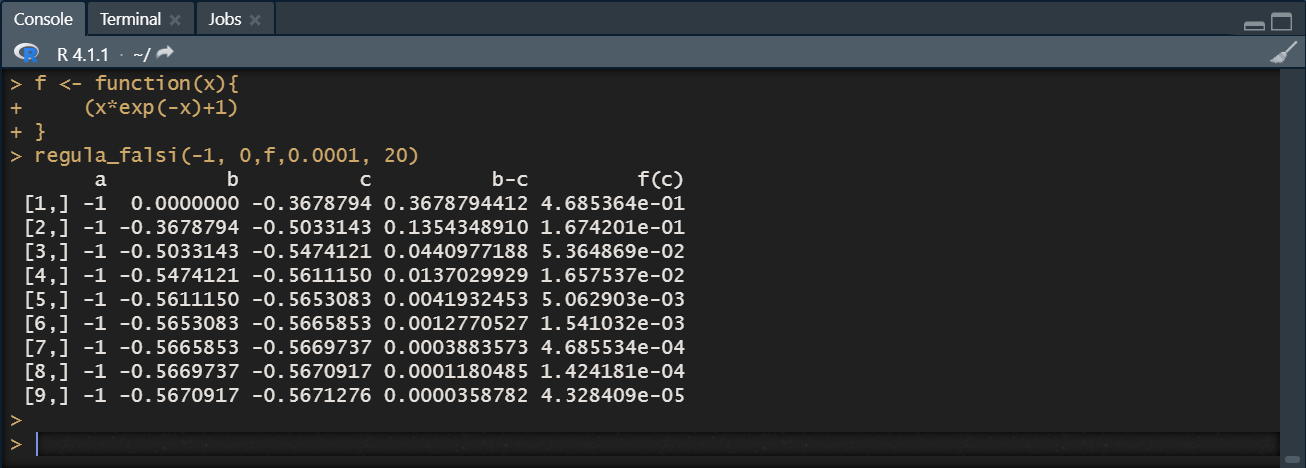 Console Terminal Jobs
R R 4.1.1 · ~/
> f <- function(x){
+     (x*exp(-x)+1)
+ }
> regula_falsi(-1, 0,f,0.0001, 20)
       a          b          c          b-c         f(c)
 [1,] -1  0.0000000 -0.3678794 0.3678794412 4.685364e-01
 [2,] -1 -0.3678794 -0.5033143 0.1354348910 1.674201e-01
 [3,] -1 -0.5033143 -0.5474121 0.0440977188 5.364869e-02
 [4,] -1 -0.5474121 -0.5611150 0.0137029929 1.657537e-02
 [5,] -1 -0.5611150 -0.5653083 0.0041932453 5.062903e-03
 [6,] -1 -0.5653083 -0.5665853 0.0012770527 1.541032e-03
 [7,] -1 -0.5665853 -0.5669737 0.0003883573 4.685534e-04
 [8,] -1 -0.5669737 -0.5670917 0.0001180485 1.424181e-04
 [9,] -1 -0.5670917 -0.5671276 0.0000358782 4.328409e-05
>
>